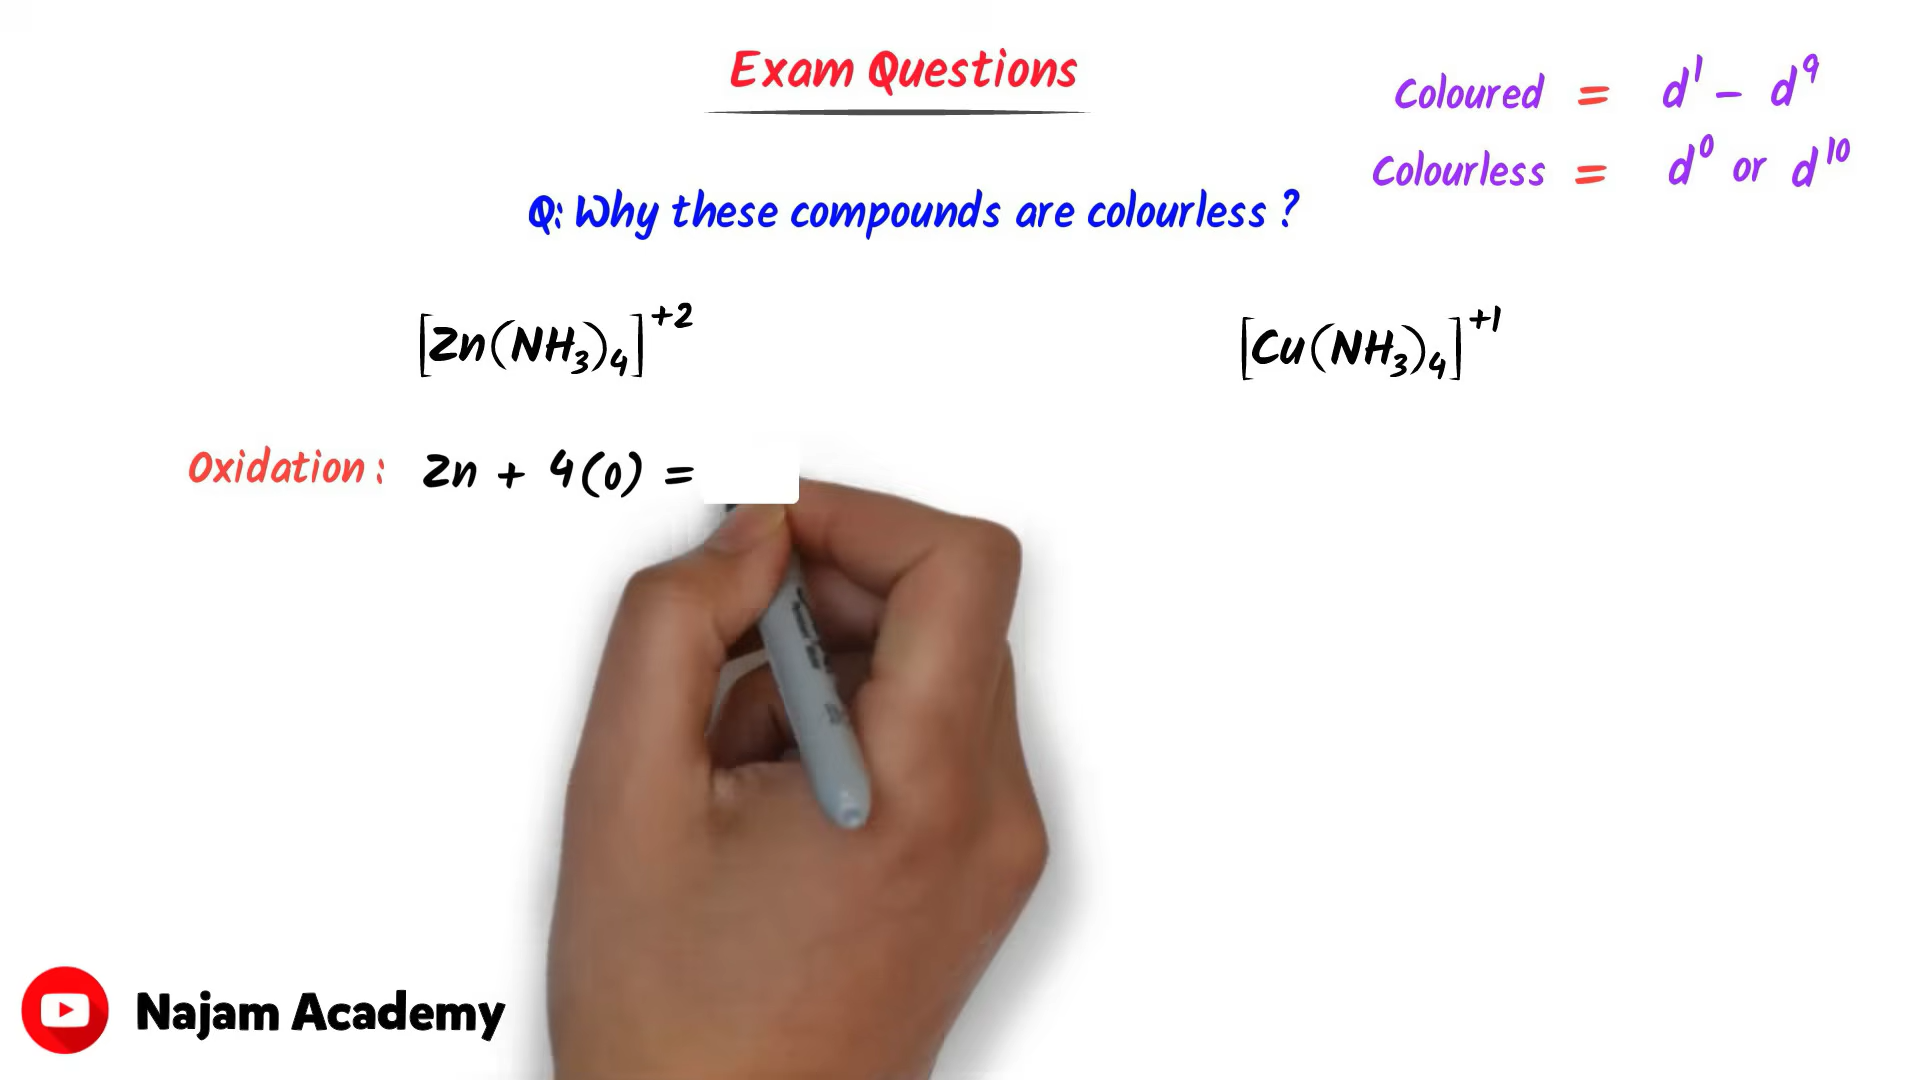 Exam Questions
Coloured = d¹ - d⁹
Colourless = d⁰ or d¹⁰
Q: Why these compounds are colourless ?
[Zn(NH₃)₄]⁺² [Cu(NH₃)₄]⁺¹
Oxidation: Zn + 4(0) =
Najam Academy